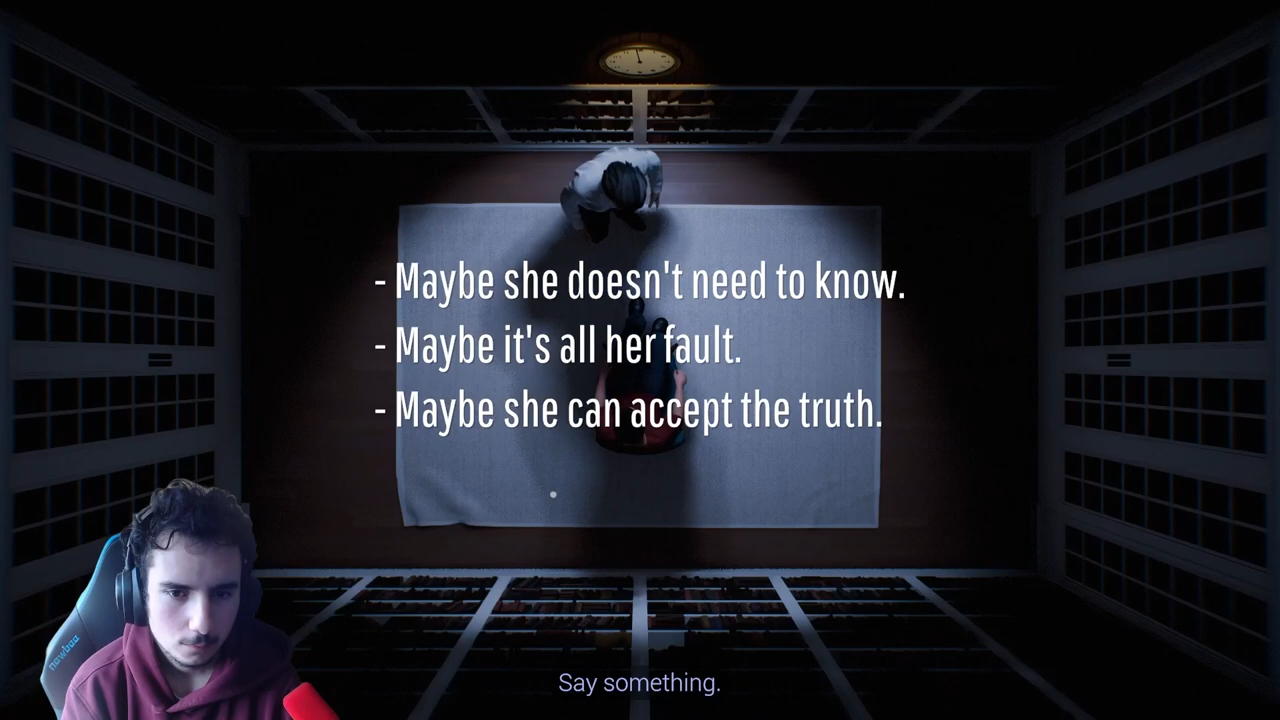 - Maybe she doesn't need to know.
- Maybe it's all her fault.
- Maybe she can accept the truth.
newbau
Say something.